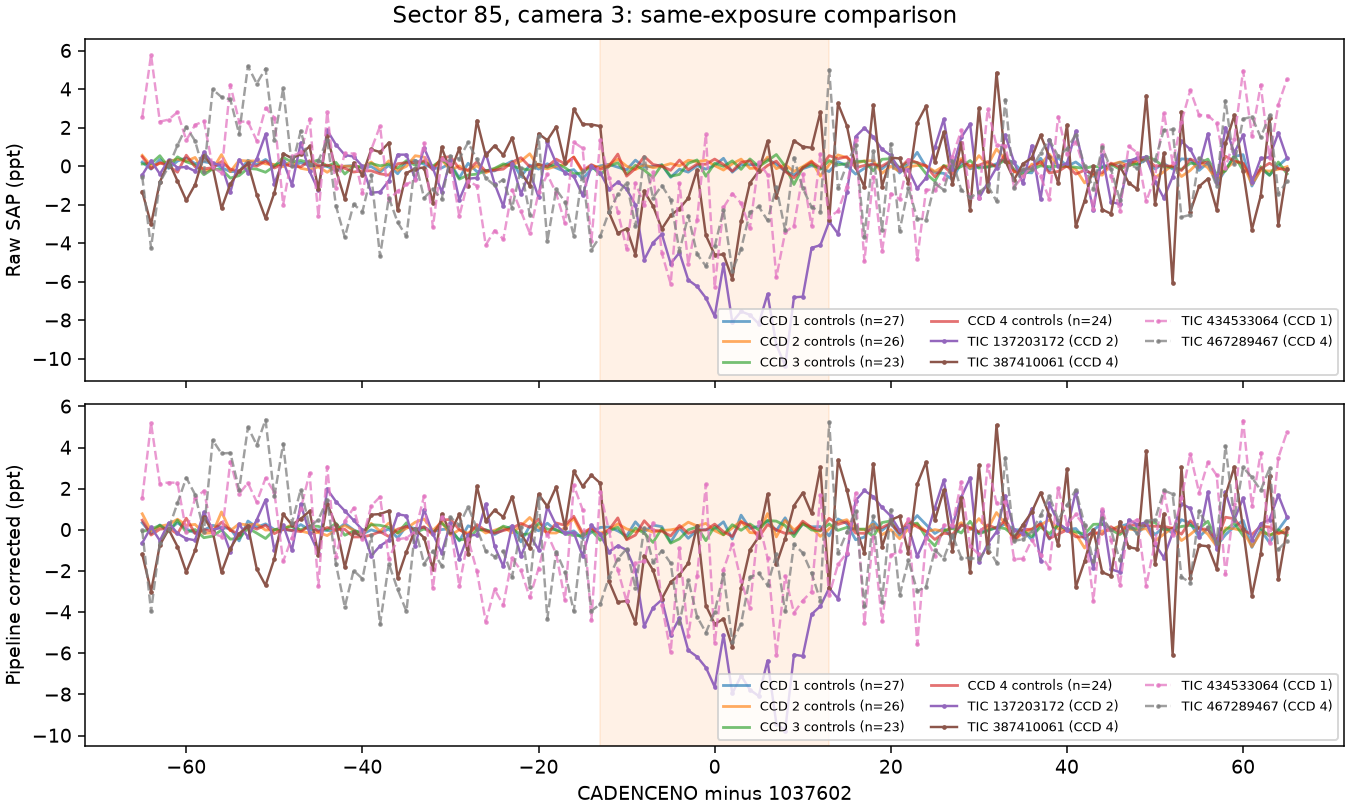 Sector 85, camera 3: same-exposure comparison
Raw SAP (ppt)
6
4
2
0
−2
−4
−6
−8
−10
CCD 1 controls (n=27)
CCD 2 controls (n=26)
CCD 3 controls (n=23)
CCD 4 controls (n=24)
TIC 137203172 (CCD 2)
TIC 387410061 (CCD 4)
TIC 434533064 (CCD 1)
TIC 467289467 (CCD 4)
Pipeline corrected (ppt)
6
4
2
0
−2
−4
−6
−8
−10
CCD 1 controls (n=27)
CCD 2 controls (n=26)
CCD 3 controls (n=23)
CCD 4 controls (n=24)
TIC 137203172 (CCD 2)
TIC 387410061 (CCD 4)
TIC 434533064 (CCD 1)
TIC 467289467 (CCD 4)
−60
−40
−20
0
20
40
60
CADENCENO minus 1037602